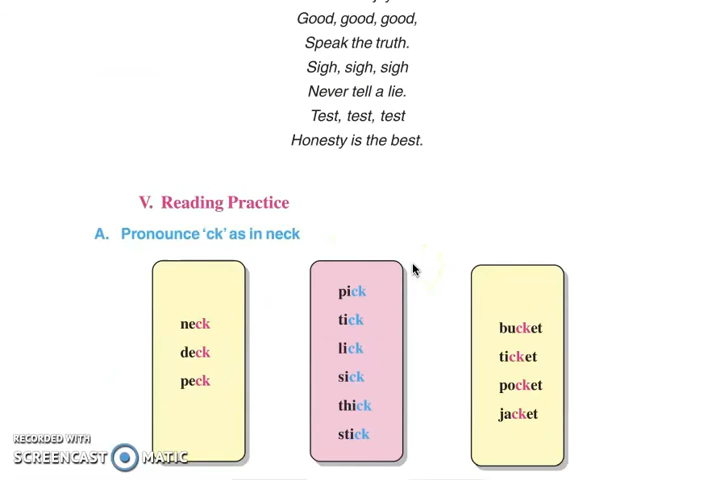 Good, good, good,
Speak the truth.
Sigh, sigh, sigh
Never tell a lie.
Test, test, test
Honesty is the best.
V. Reading Practice
A. Pronounce ‘ck’ as in neck
neck
deck
peck
pick
tick
lick
sick
thick
stick
bucket
ticket
pocket
jacket
RECORDED WITH
SCREENCAST MATIC